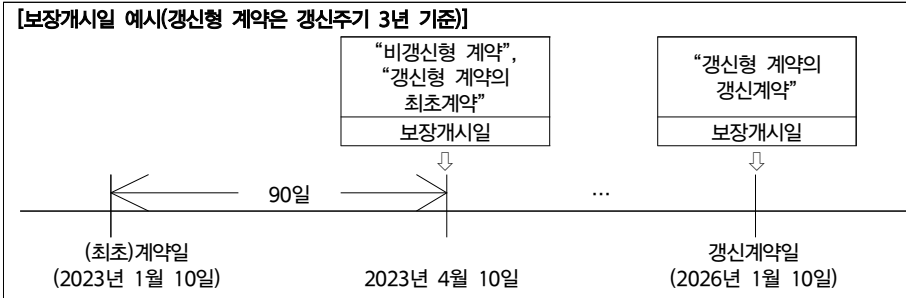 [보장개시일 예시(갱신형 계약은 갱신주기 3년 기준)]
“비갱신형 계약”,
“갱신형 계약의
최초계약”
보장개시일
“갱신형 계약의
갱신계약”
보장개시일
90일
…
(최초)계약일
(2023년 1월 10일)
2023년 4월 10일
갱신계약일
(2026년 1월 10일)